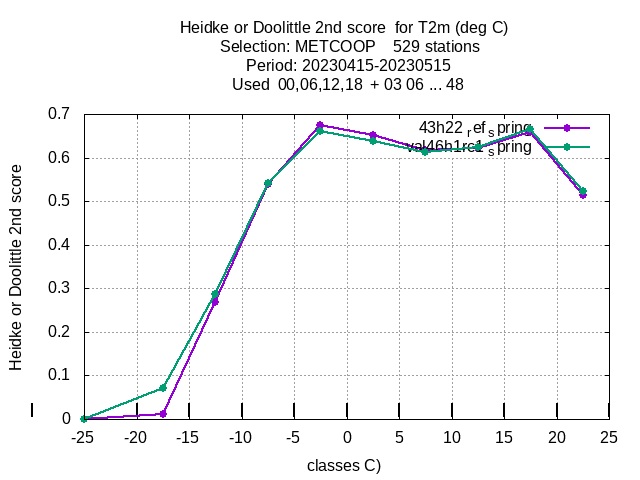 Heidke or Doolittle 2nd score for T2m (deg C)
Selection: METCOOP 529 stations
Period: 20230415-20230515
Used 00,06,12,18 + 03 06 ... 48
0.7
0.6
0.5
0.4
0.3
0.2
0.1
0
Heidke or Doolittle 2nd score
43h22_ref_spring
val46h1rc1_spring
-25 -20 -15 -10 -5 0 5 10 15 20 25
classes C)